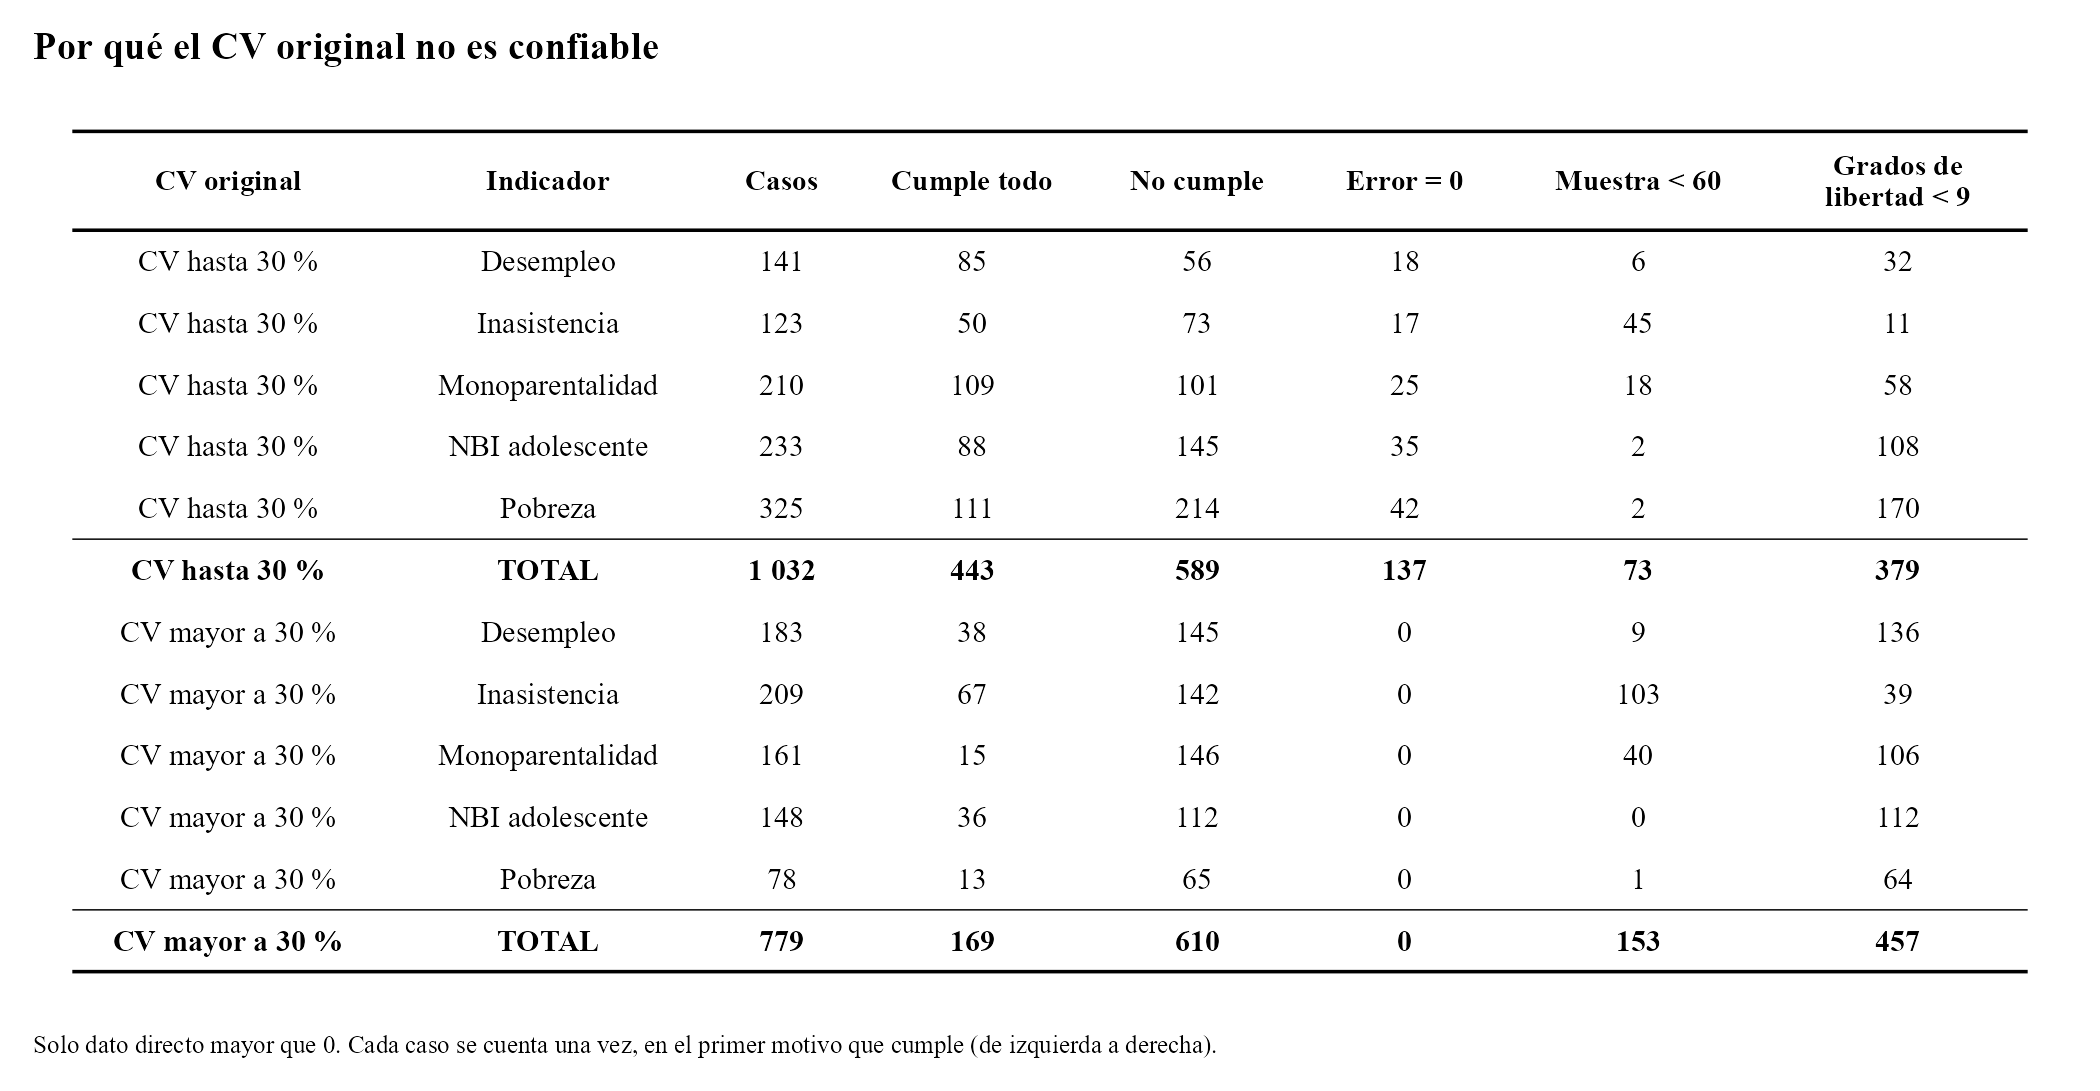 Por qué el CV original no es confiable
CV original Indicador Casos Cumple todo No cumple Error = 0 Muestra < 60 Grados de libertad < 9
CV hasta 30 % Desempleo 141 85 56 18 6 32
CV hasta 30 % Inasistencia 123 50 73 17 45 11
CV hasta 30 % Monoparentalidad 210 109 101 25 18 58
CV hasta 30 % NBI adolescente 233 88 145 35 2 108
CV hasta 30 % Pobreza 325 111 214 42 2 170
CV hasta 30 % TOTAL 1 032 443 589 137 73 379
CV mayor a 30 % Desempleo 183 38 145 0 9 136
CV mayor a 30 % Inasistencia 209 67 142 0 103 39
CV mayor a 30 % Monoparentalidad 161 15 146 0 40 106
CV mayor a 30 % NBI adolescente 148 36 112 0 0 112
CV mayor a 30 % Pobreza 78 13 65 0 1 64
CV mayor a 30 % TOTAL 779 169 610 0 153 457
Solo dato directo mayor que 0. Cada caso se cuenta una vez, en el primer motivo que cumple (de izquierda a derecha).